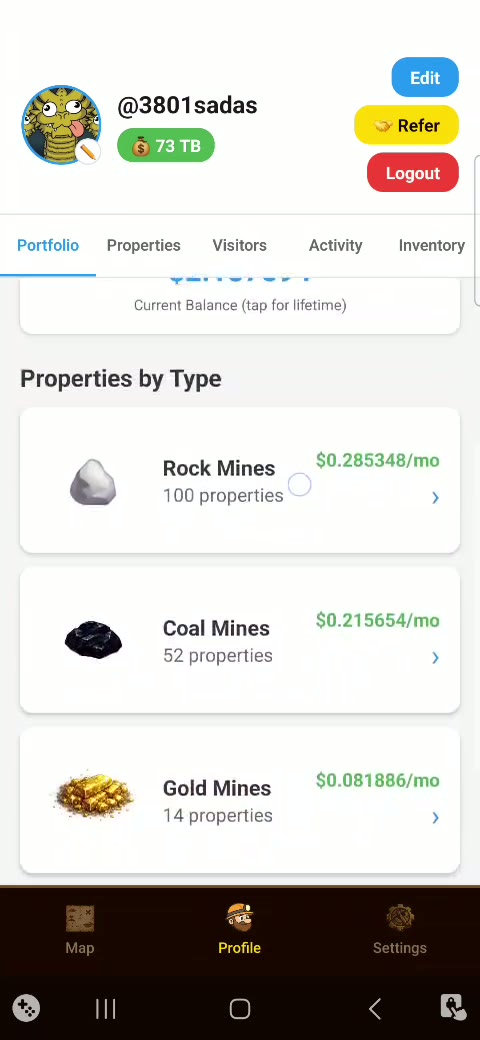 @3801sadas
73 TB
Edit
Refer
Logout
Portfolio
Properties
Visitors
Activity
Inventory
Current Balance (tap for lifetime)
Properties by Type
Rock Mines
100 properties
$0.285348/mo
Coal Mines
52 properties
$0.215654/mo
Gold Mines
14 properties
$0.081886/mo
Map
Profile
Settings